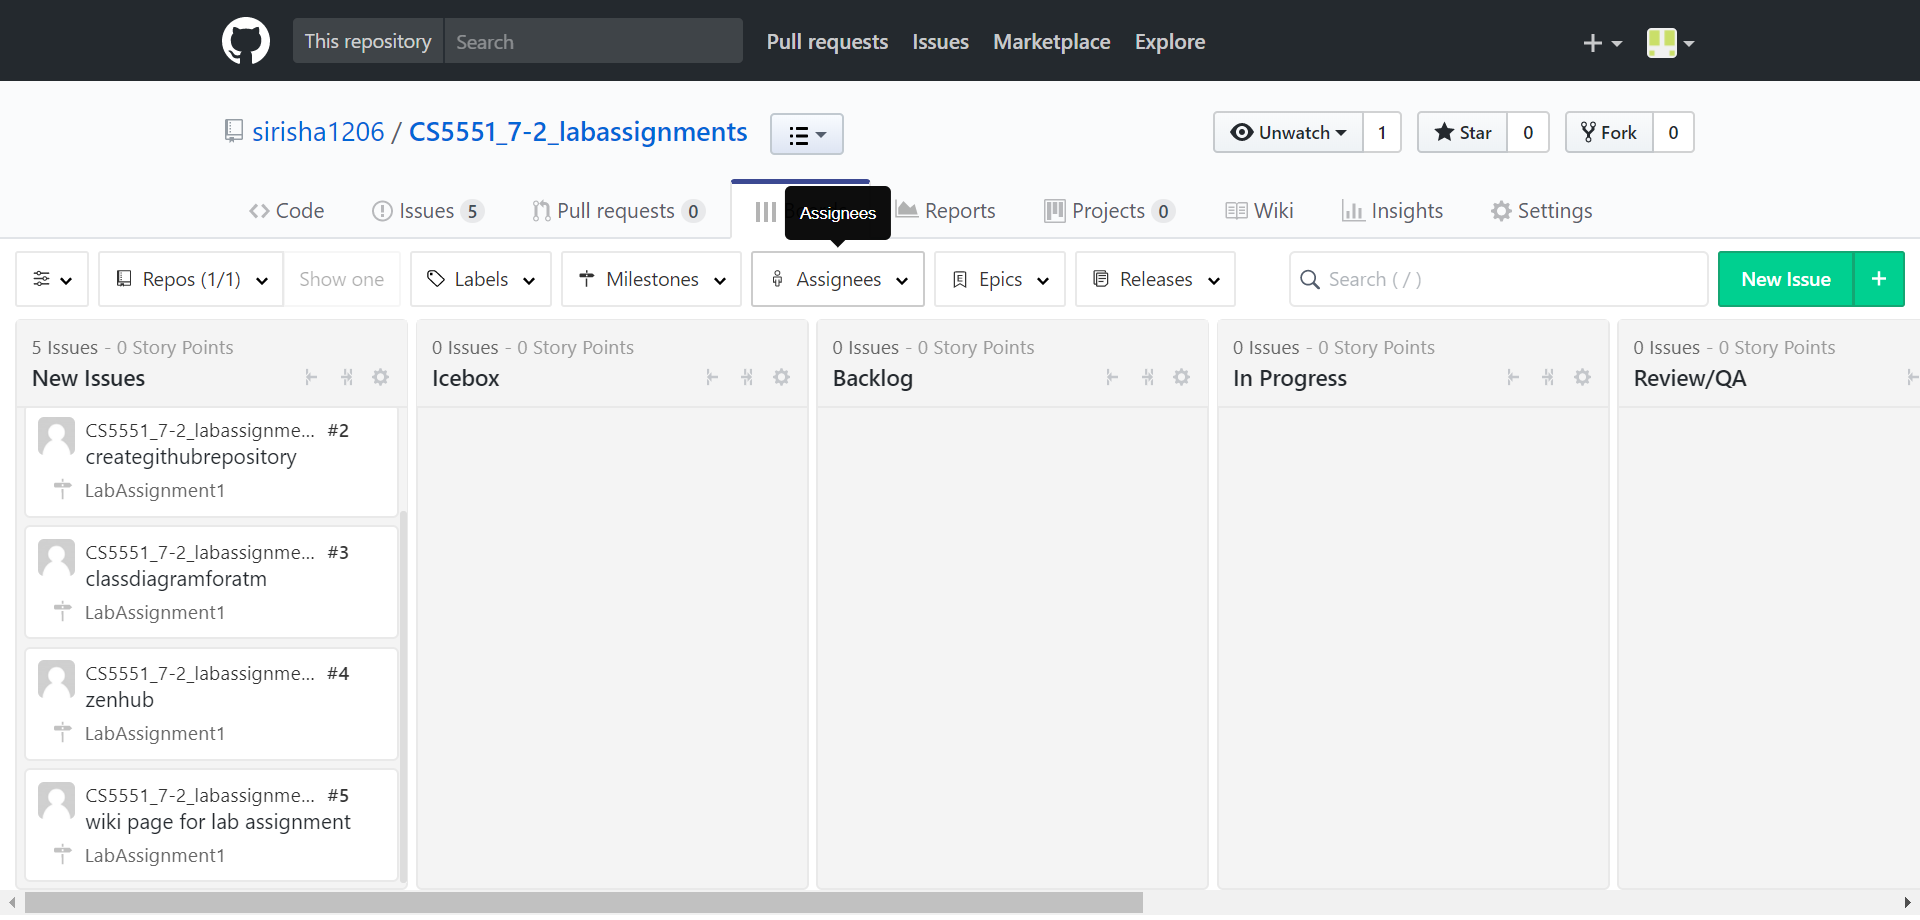 This repository Search Pull requests Issues Marketplace Explore
sirisha1206 / CS5551_7-2_labassignments Unwatch 1 Star 0 Fork 0
Code Issues 5 Pull requests 0 Assignees Reports Projects 0 Wiki Insights Settings
Repos (1/1) Show one Labels Milestones Assignees Epics Releases Search ( / ) New Issue +
5 Issues - 0 Story Points
New Issues
CS5551_7-2_labassignme... #2
creategithubrepository
LabAssignment1
CS5551_7-2_labassignme... #3
classdiagramforatm
LabAssignment1
CS5551_7-2_labassignme... #4
zenhub
LabAssignment1
CS5551_7-2_labassignme... #5
wiki page for lab assignment
LabAssignment1
0 Issues - 0 Story Points
Icebox
0 Issues - 0 Story Points
Backlog
0 Issues - 0 Story Points
In Progress
0 Issues - 0 Story Points
Review/QA